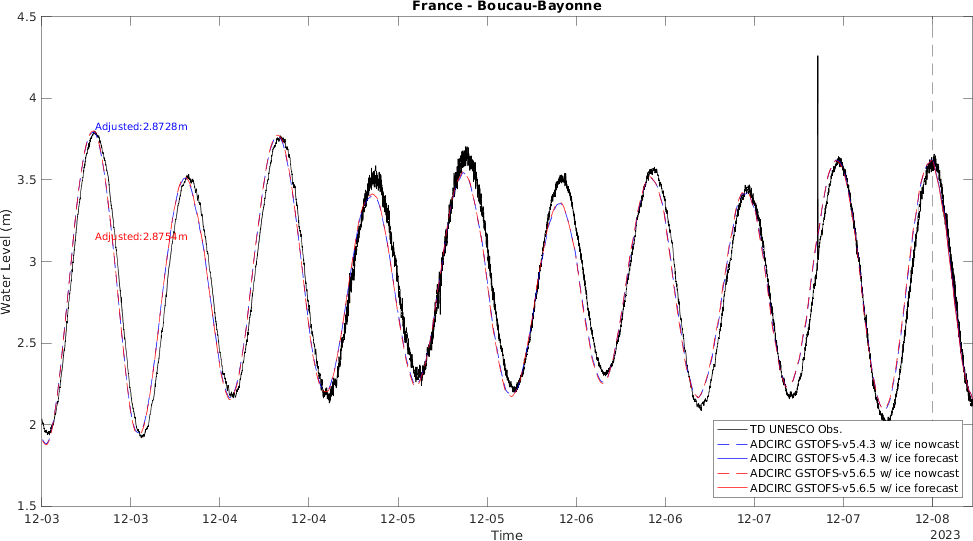 France - Boucau-Bayonne
4.5
4
3.5
3
2.5
2
1.5
Water Level (m)
Adjusted:2.8728m
Adjusted:2.8754m
TD UNESCO Obs.
ADCIRC GSTOFS-v5.4.3 w/ ice nowcast
ADCIRC GSTOFS-v5.4.3 w/ ice forecast
ADCIRC GSTOFS-v5.6.5 w/ ice nowcast
ADCIRC GSTOFS-v5.6.5 w/ ice forecast
12-03 12-03 12-04 12-04 12-05 12-05 12-06 12-06 12-07 12-07 12-08
Time
2023